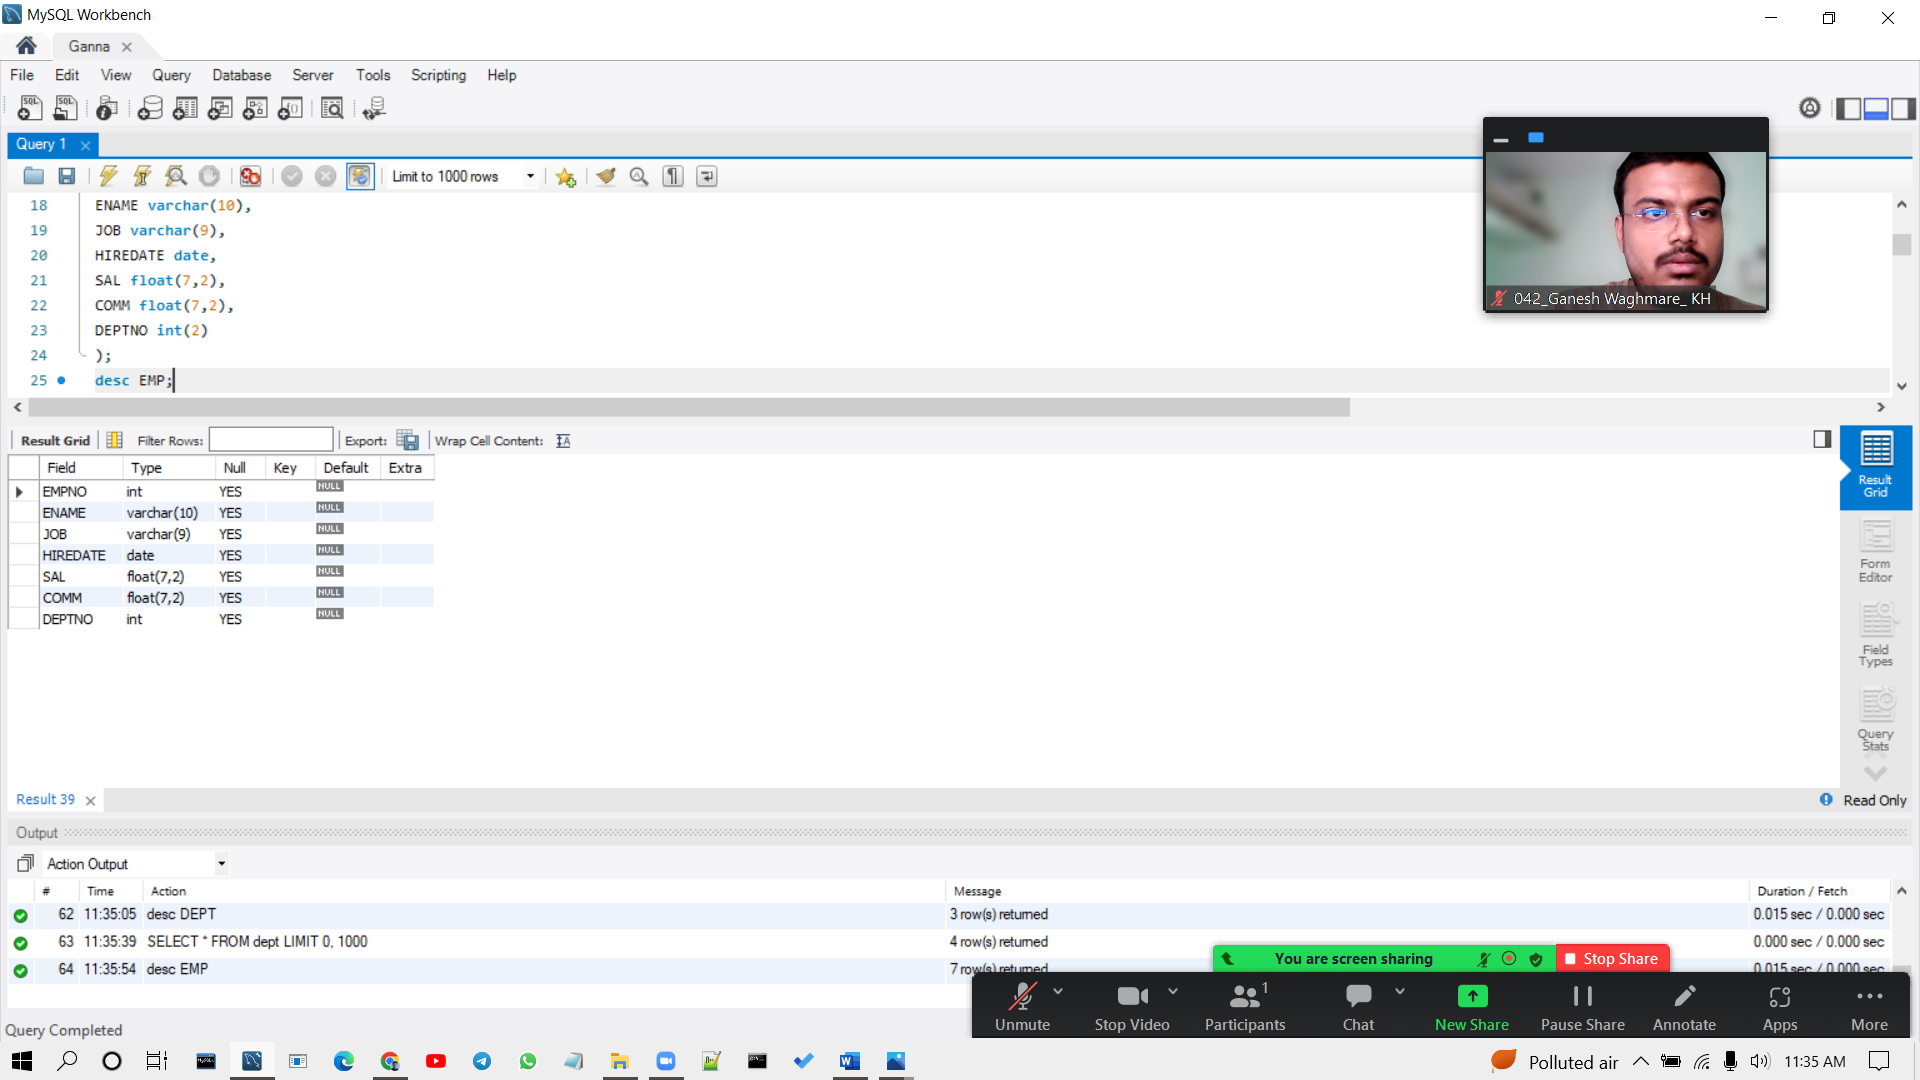 MySQL Workbench
Ganna
File Edit View Query Database Server Tools Scripting Help
Query 1
Limit to 1000 rows
18 ENAME varchar(10),
19 JOB varchar(9),
20 HIREDATE date,
21 SAL float(7,2),
22 COMM float(7,2),
23 DEPTNO int(2)
24 );
25 desc EMP;
042_Ganesh Waghmare_ KH
Result Grid Filter Rows: Export: Wrap Cell Content:
Field Type Null Key Default Extra
EMPNO int YES NULL
ENAME varchar(10) YES NULL
JOB varchar(9) YES NULL
HIREDATE date YES NULL
SAL float(7,2) YES NULL
COMM float(7,2) YES NULL
DEPTNO int YES NULL
Result
Grid
Form
Editor
Field
Types
Query
Stats
Result 39
Read Only
Output
Action Output
# Time Action Message Duration / Fetch
62 11:35:05 desc DEPT 3 row(s) returned 0.015 sec / 0.000 sec
63 11:35:39 SELECT * FROM dept LIMIT 0, 1000 4 row(s) returned 0.000 sec / 0.000 sec
64 11:35:54 desc EMP 7 row(s) returned 0.015 sec / 0.000 sec
You are screen sharing Stop Share
1
Unmute Stop Video Participants Chat New Share Pause Share Annotate Apps More
Query Completed
Polluted air 11:35 AM